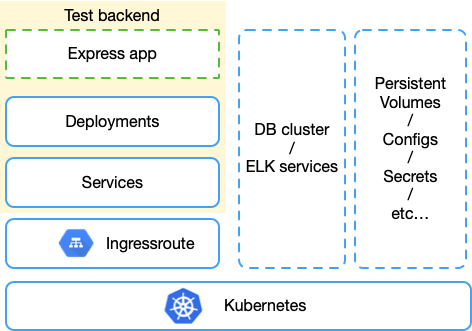 Test backend
Express app
Deployments
Services
Ingressroute
DB cluster
/
ELK services
Persistent
Volumes
/
Configs
/
Secrets
/
etc...
Kubernetes